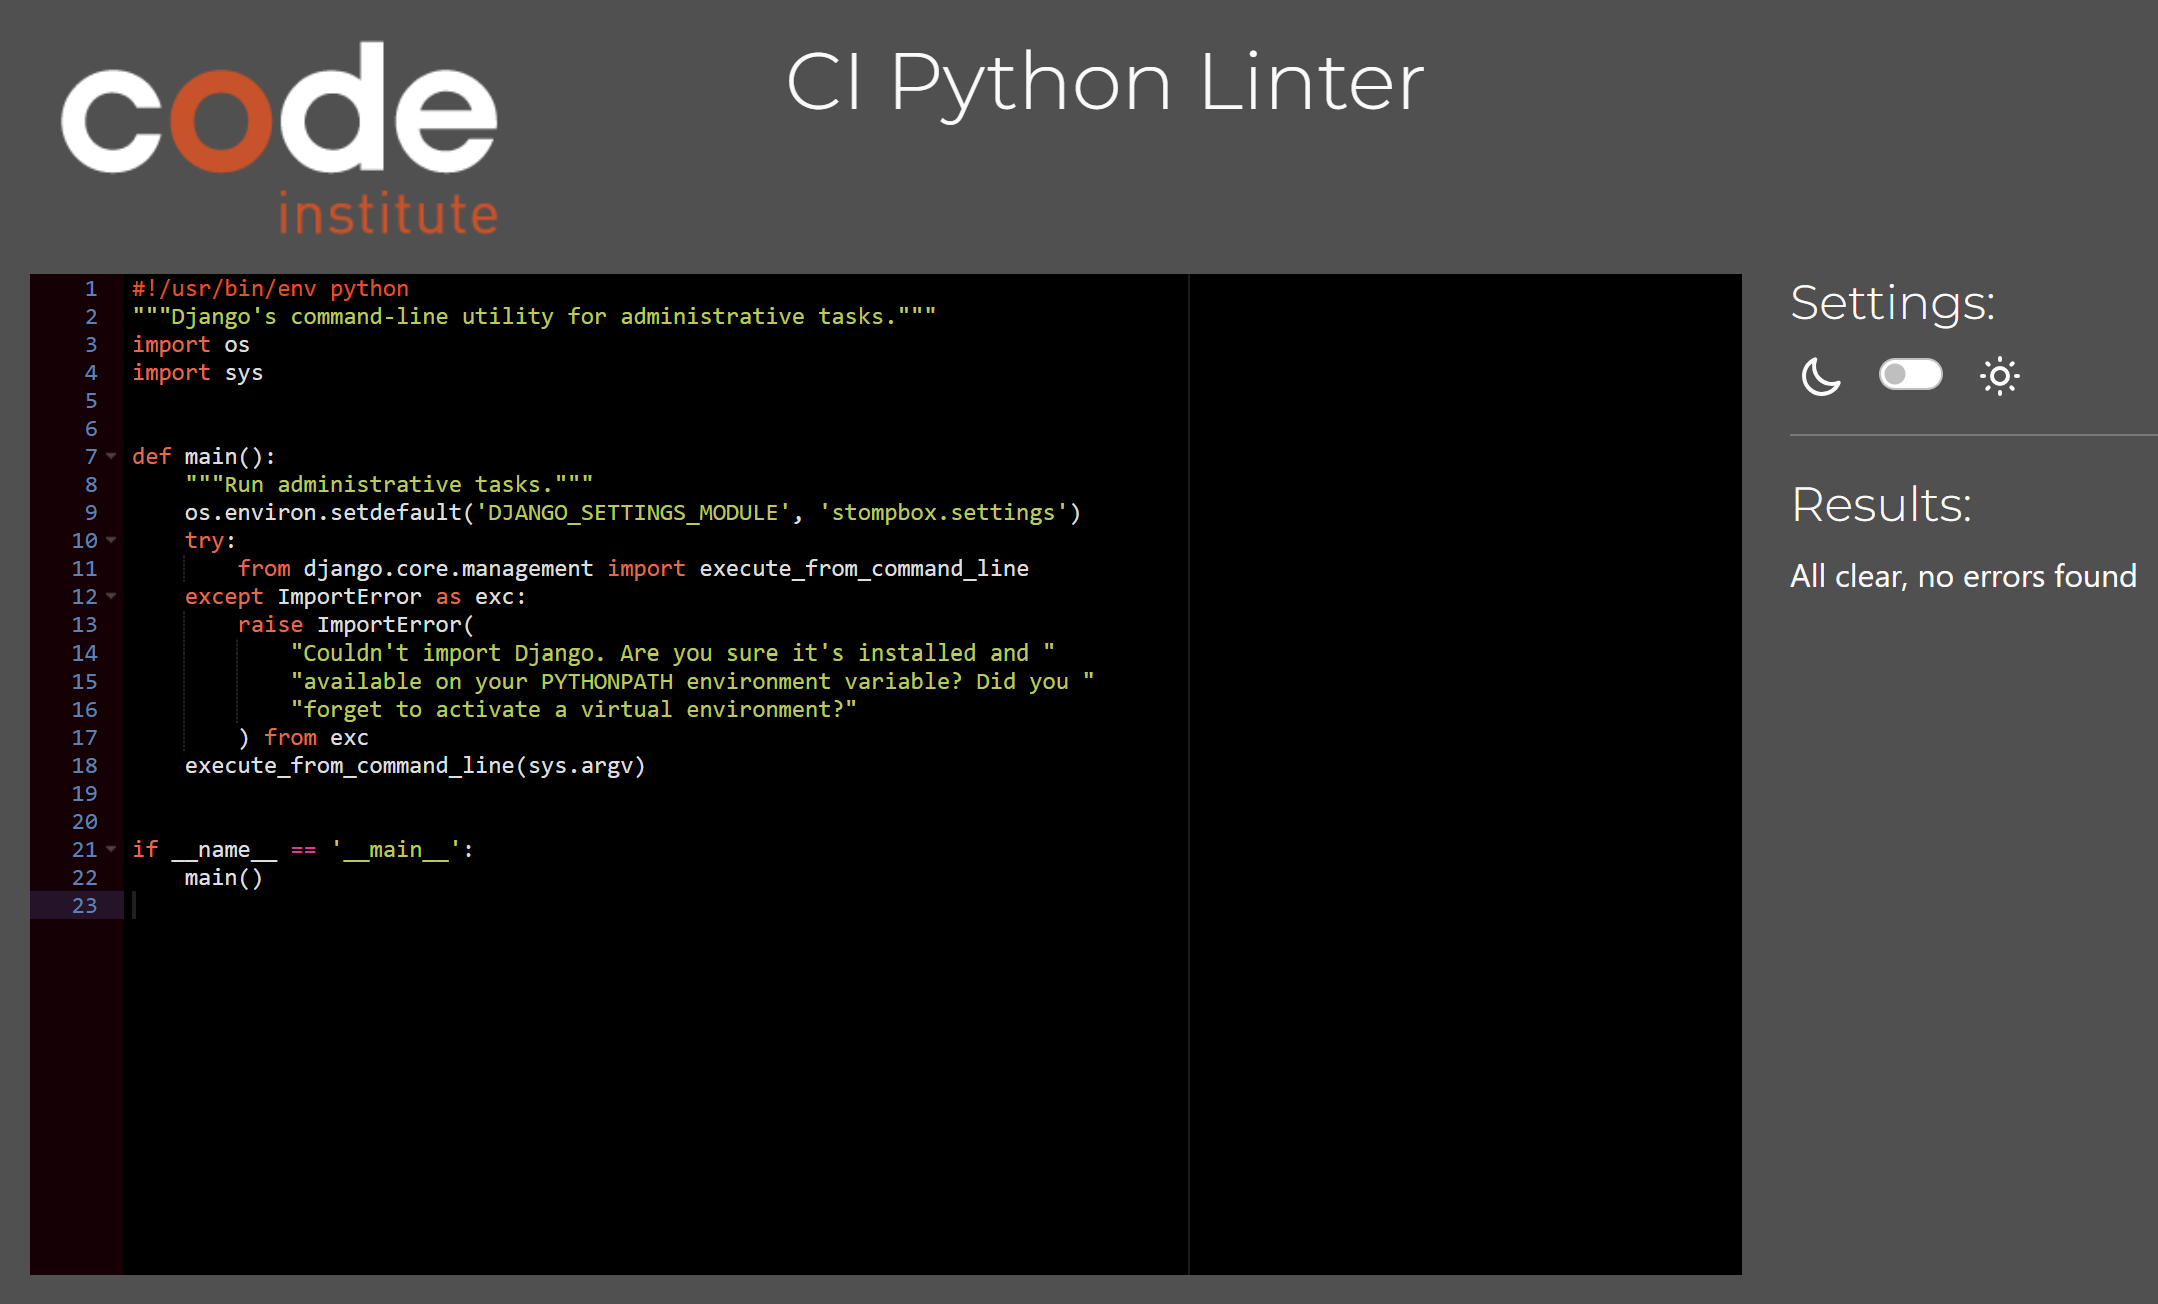 code
institute
CI Python Linter
1 #!/usr/bin/env python
2 """Django's command-line utility for administrative tasks."""
3 import os
4 import sys
5
6
7 def main():
8     """Run administrative tasks."""
9     os.environ.setdefault('DJANGO_SETTINGS_MODULE', 'stompbox.settings')
10     try:
11         from django.core.management import execute_from_command_line
12     except ImportError as exc:
13         raise ImportError(
14             "Couldn't import Django. Are you sure it's installed and "
15             "available on your PYTHONPATH environment variable? Did you "
16             "forget to activate a virtual environment?"
17         ) from exc
18     execute_from_command_line(sys.argv)
19
20
21 if __name__ == '__main__':
22     main()
23
Settings:
Results:
All clear, no errors found